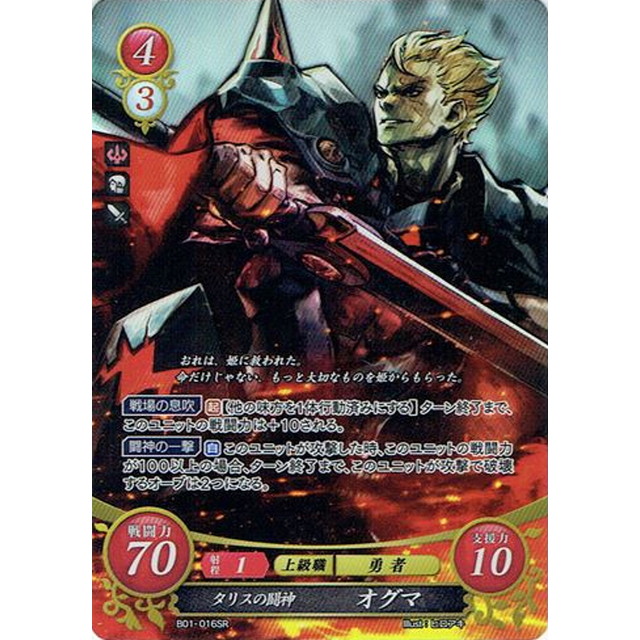 4
3
おれは、姫に救われた。
命だけじゃない、もっと大切なものを姫からもらった。
戦場の息吹 起【他の味方を1体行動済みにする】ターン終了まで、
このユニットの戦闘力は+10される。
闘神の一撃 自 このユニットが攻撃した時、このユニットの戦闘力
が100以上の場合、ターン終了まで、このユニットが攻撃で破壊
するオーブは2つになる。
戦闘力 70
射程 1
上級職 勇者
支援力 10
タリスの闘神 オグマ
B01-016SR
Illust:ヒロアキ